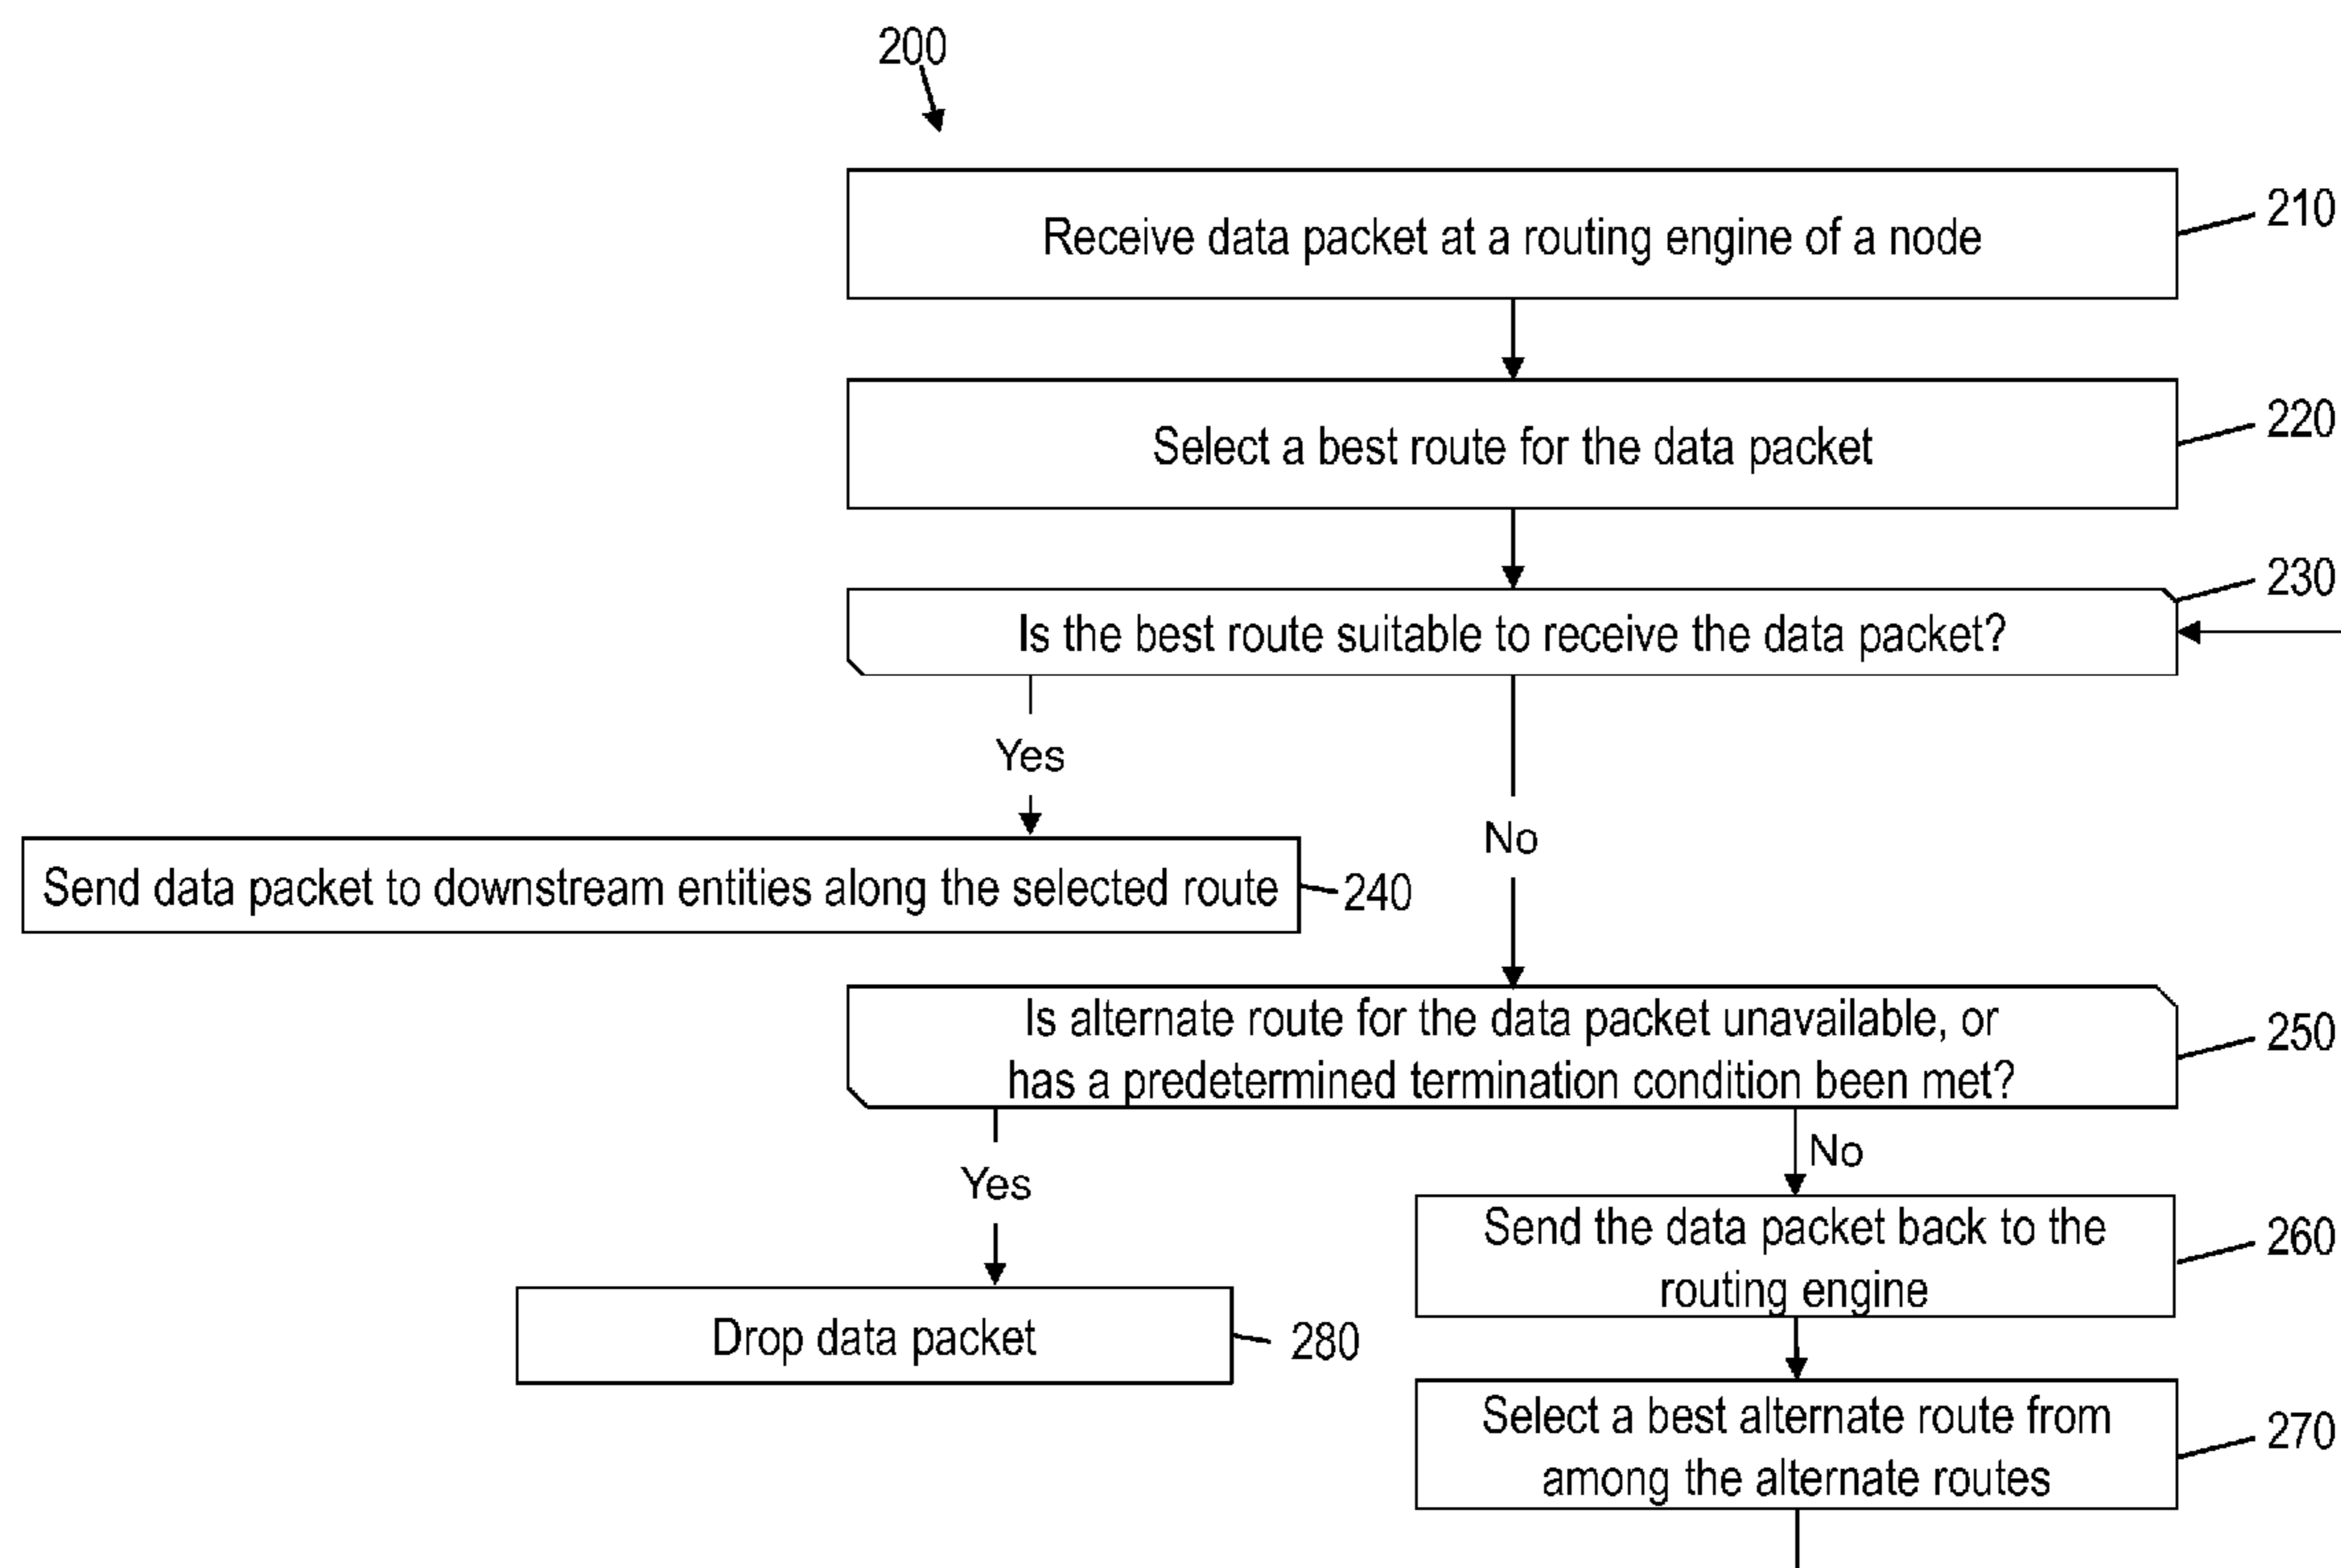 200
Receive data packet at a routing engine of a node
210
Select a best route for the data packet
220
Is the best route suitable to receive the data packet?
230
Yes
No
Send data packet to downstream entities along the selected route
240
Is alternate route for the data packet unavailable, or
has a predetermined termination condition been met?
250
Yes
No
Send the data packet back to the
routing engine
260
Drop data packet
280
Select a best alternate route from
among the alternate routes
270